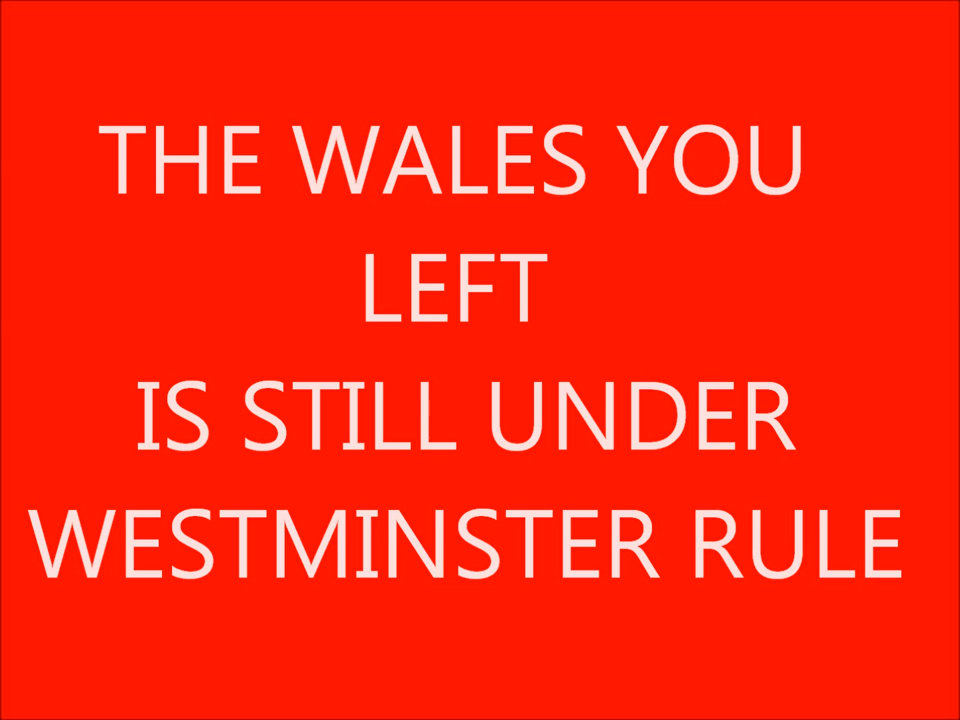 THE WALES YOU
LEFT
IS STILL UNDER
WESTMINSTER RULE